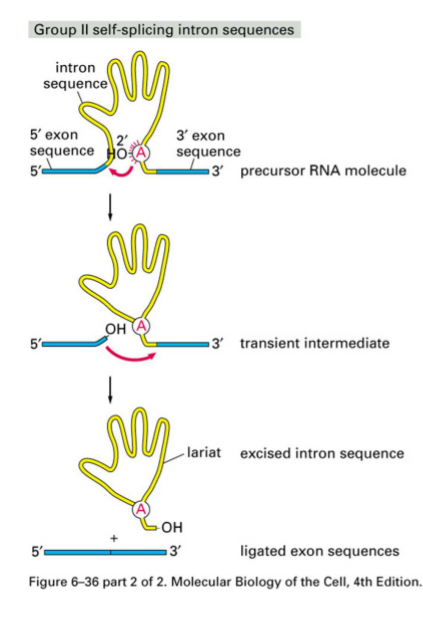 Group II self-splicing intron sequences
intron
sequence
5′ exon
sequence
2′
HO
A
3′ exon
sequence
5′
3′
precursor RNA molecule
OH
A
5′
3′
transient intermediate
lariat
excised intron sequence
A
OH
+
5′
3′
ligated exon sequences
Figure 6–36 part 2 of 2. Molecular Biology of the Cell, 4th Edition.